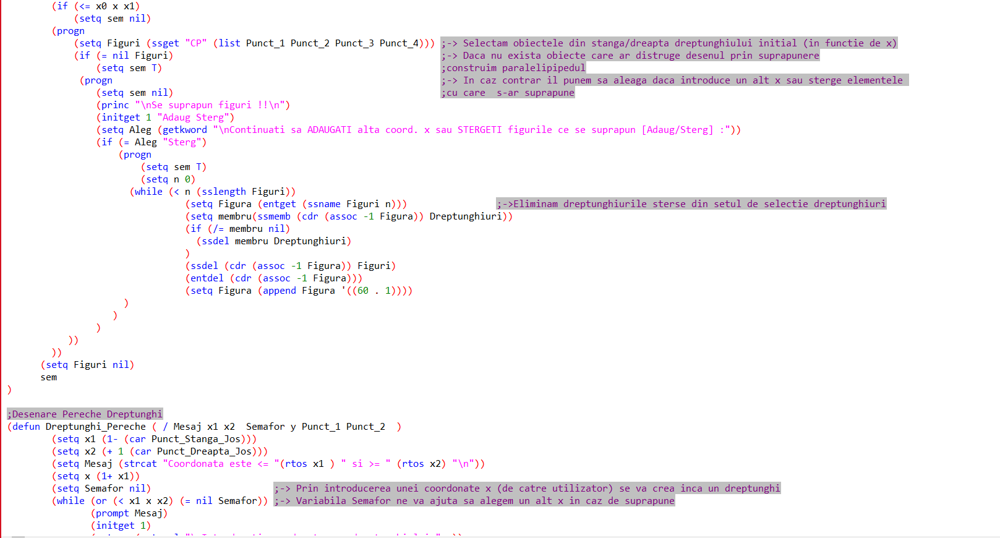 (if (<= x0 x x1)
(setq sem nil)
(progn
(setq Figuri (ssget "CP" (list Punct_1 Punct_2 Punct_3 Punct_4))) ;-> Selectam obiectele din stanga/dreapta dreptunghiului initial (in functie de x)
(if (= nil Figuri) ;-> Daca nu exista obiecte care ar distruge desenul prin suprapunere
(setq sem T) ;construim paralelipipedul
(progn ;-> In caz contrar il punem sa aleaga daca introduce un alt x sau sterge elementele
(setq sem nil) ;cu care  s-ar suprapune
(princ "\nSe suprapun figuri !!\n")
(initget 1 "Adaug Sterg")
(setq Aleg (getkword "\nContinuati sa ADAUGATI alta coord. x sau STERGETI figurile ce se suprapun [Adaug/Sterg] :"))
(if (= Aleg "Sterg")
(progn
(setq sem T)
(setq n 0)
(while (< n (sslength Figuri))
(setq Figura (entget (ssname Figuri n))) ;->Eliminam dreptunghiurile sterse din setul de selectie dreptunghiuri
(setq membru(ssmemb (cdr (assoc -1 Figura)) Dreptunghiuri))
(if (/= membru nil)
(ssdel membru Dreptunghiuri)
)
(ssdel (cdr (assoc -1 Figura)) Figuri)
(entdel (cdr (assoc -1 Figura)))
(setq Figura (append Figura '((60 . 1))))
)
)
)
))
))
(setq Figuri nil)
sem
)
;Desenare Pereche Dreptunghi
(defun Dreptunghi_Pereche ( / Mesaj x1 x2  Semafor y Punct_1 Punct_2  )
(setq x1 (1- (car Punct_Stanga_Jos)))
(setq x2 (+ 1 (car Punct_Dreapta_Jos)))
(setq Mesaj (strcat "Coordonata este <= "(rtos x1 ) " si >= " (rtos x2) "\n"))
(setq x (1+ x1))
(setq Semafor nil) ;-> Prin introducerea unei coordonate x (de catre utilizator) se va crea inca un dreptunghi
(while (or (< x1 x x2) (= nil Semafor)) ;-> Variabila Semafor ne va ajuta sa alegem un alt x in caz de suprapune
(prompt Mesaj)
(initget 1)